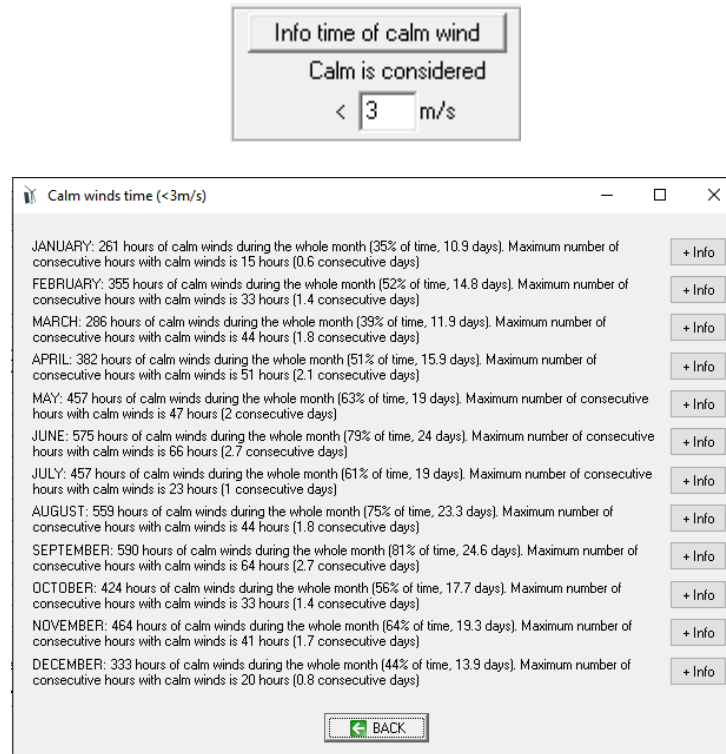 Info time of calm wind
Calm is considered
< 3 m/s
Calm winds time (<3m/s)
JANUARY: 261 hours of calm winds during the whole month (35% of time, 10.9 days). Maximum number of
consecutive hours with calm winds is 15 hours (0.6 consecutive days)
+ Info
FEBRUARY: 355 hours of calm winds during the whole month (52% of time, 14.8 days). Maximum number of
consecutive hours with calm winds is 33 hours (1.4 consecutive days)
+ Info
MARCH: 286 hours of calm winds during the whole month (39% of time, 11.9 days). Maximum number of
consecutive hours with calm winds is 44 hours (1.8 consecutive days)
+ Info
APRIL: 382 hours of calm winds during the whole month (51% of time, 15.9 days). Maximum number of
consecutive hours with calm winds is 51 hours (2.1 consecutive days)
+ Info
MAY: 457 hours of calm winds during the whole month (63% of time, 19 days). Maximum number of consecutive
hours with calm winds is 47 hours (2 consecutive days)
+ Info
JUNE: 575 hours of calm winds during the whole month (79% of time, 24 days). Maximum number of consecutive
hours with calm winds is 66 hours (2.7 consecutive days)
+ Info
JULY: 457 hours of calm winds during the whole month (61% of time, 19 days). Maximum number of consecutive
hours with calm winds is 23 hours (1 consecutive days)
+ Info
AUGUST: 559 hours of calm winds during the whole month (75% of time, 23.3 days). Maximum number of
consecutive hours with calm winds is 44 hours (1.8 consecutive days)
+ Info
SEPTEMBER: 590 hours of calm winds during the whole month (81% of time, 24.6 days). Maximum number of
consecutive hours with calm winds is 64 hours (2.7 consecutive days)
+ Info
OCTOBER: 424 hours of calm winds during the whole month (56% of time, 17.7 days). Maximum number of
consecutive hours with calm winds is 33 hours (1.4 consecutive days)
+ Info
NOVEMBER: 464 hours of calm winds during the whole month (64% of time, 19.3 days). Maximum number of
consecutive hours with calm winds is 41 hours (1.7 consecutive days)
+ Info
DECEMBER: 333 hours of calm winds during the whole month (44% of time, 13.9 days). Maximum number of
consecutive hours with calm winds is 20 hours (0.8 consecutive days)
+ Info
BACK